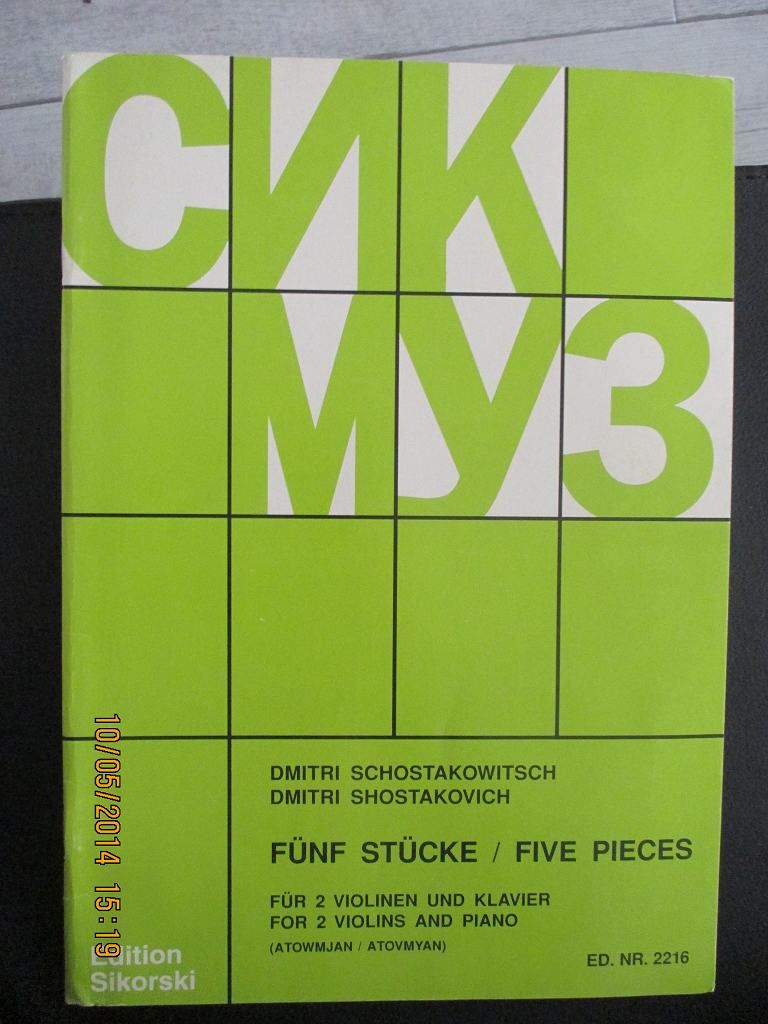 СИК
МУЗ
DMITRI SCHOSTAKOWITSCH
DMITRI SHOSTAKOVICH
FÜNF STÜCKE / FIVE PIECES
FÜR 2 VIOLINEN UND KLAVIER
FOR 2 VIOLINS AND PIANO
(ATOWMJAN / ATOVMYAN)
ED. NR. 2216
Edition
Sikorski
10/05/2014 15:19